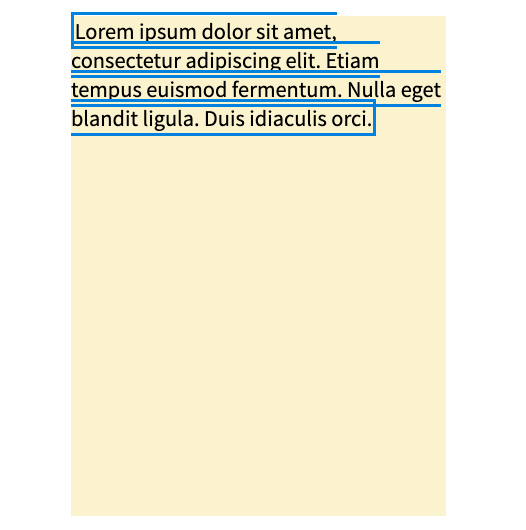 Lorem ipsum dolor sit amet,
consectetur adipiscing elit. Etiam
tempus euismod fermentum. Nulla eget
blandit ligula. Duis idiaculis orci.